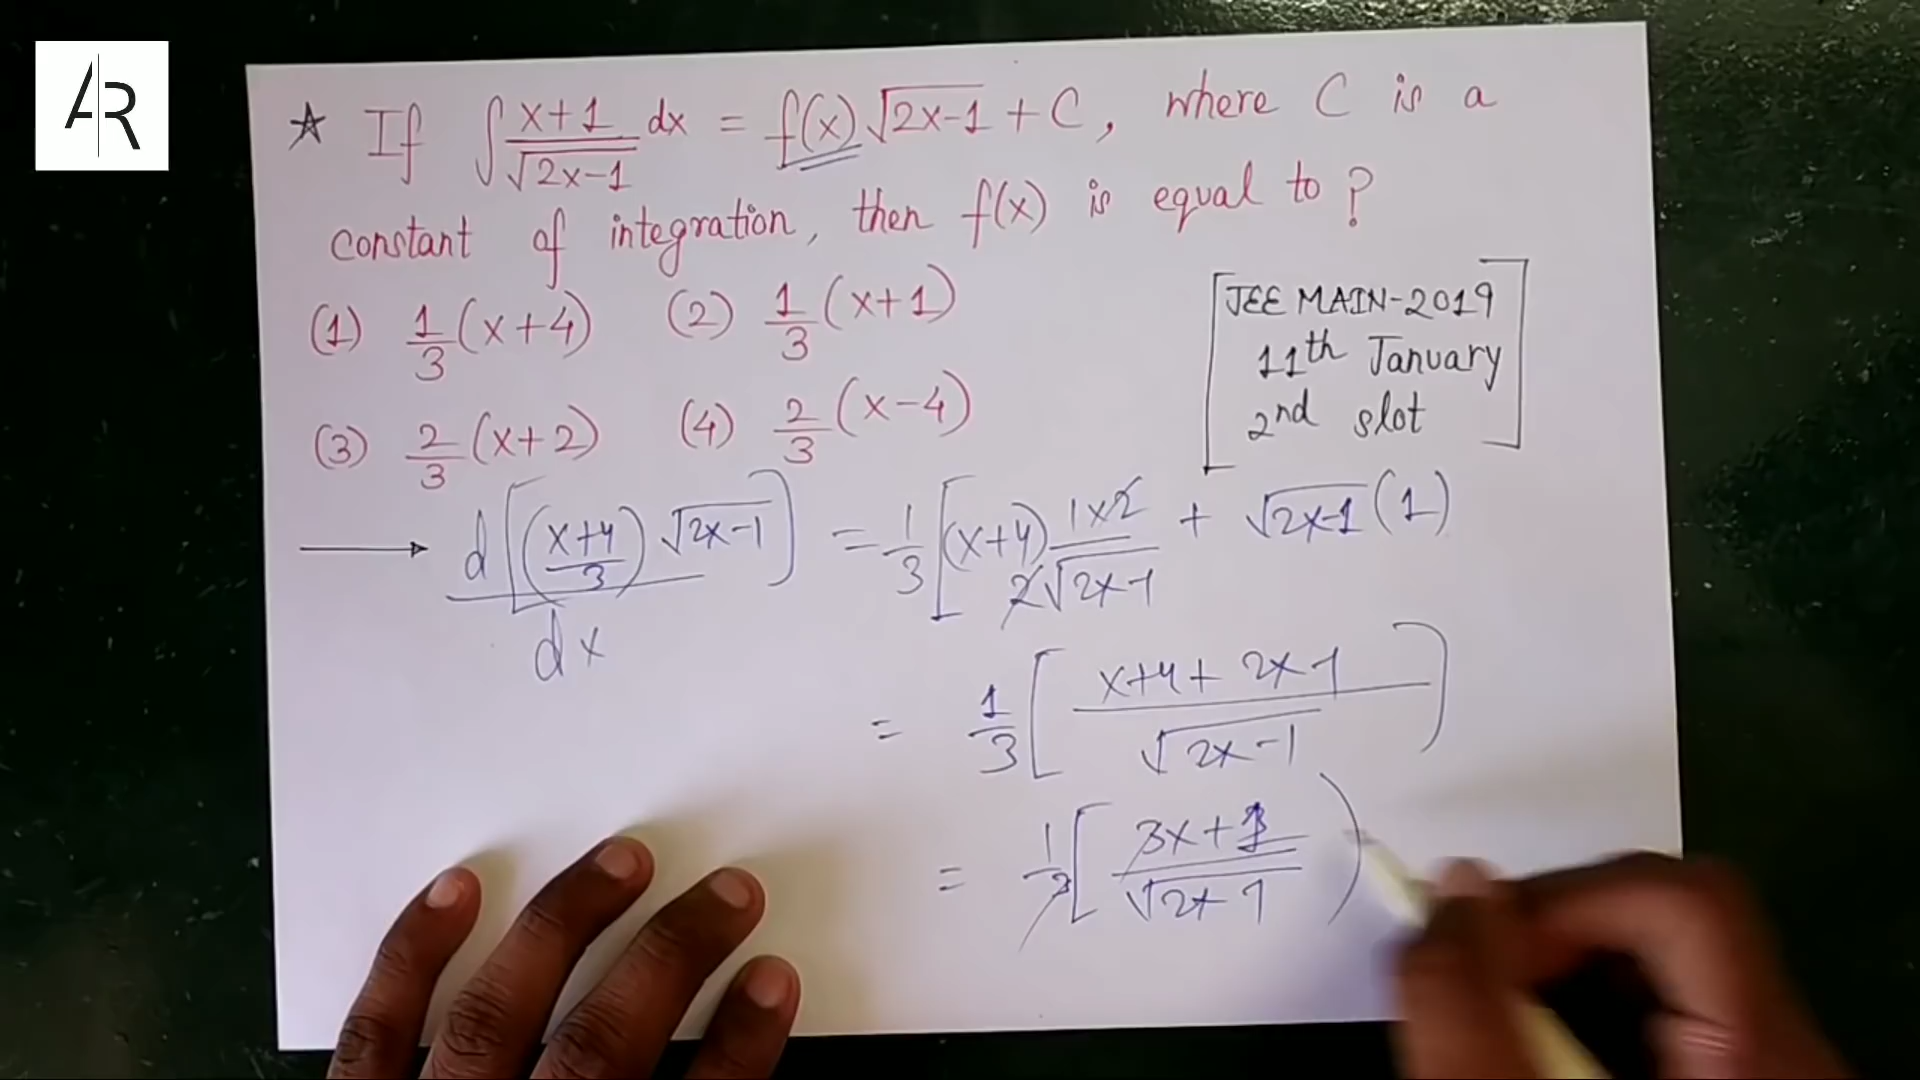 AR
☆ If ∫ x+1/√2x-1 dx = f(x) √2x-1 + C, where C is a
constant of integration, then f(x) is equal to ?
(1) 1/3 (x+4) (2) 1/3 (x+1)
(3) 2/3 (x+2) (4) 2/3 (x-4)
[JEE MAIN-2019
11th January
2nd slot]
→ d[(x+4/3) √2x-1]/dx = 1/3 [(x+4) 1x2/2√2x-1 + √2x-1 (1)
= 1/3 [x+4+2x-1/√2x-1]
= 1/3 [3x+3/√2x-1)